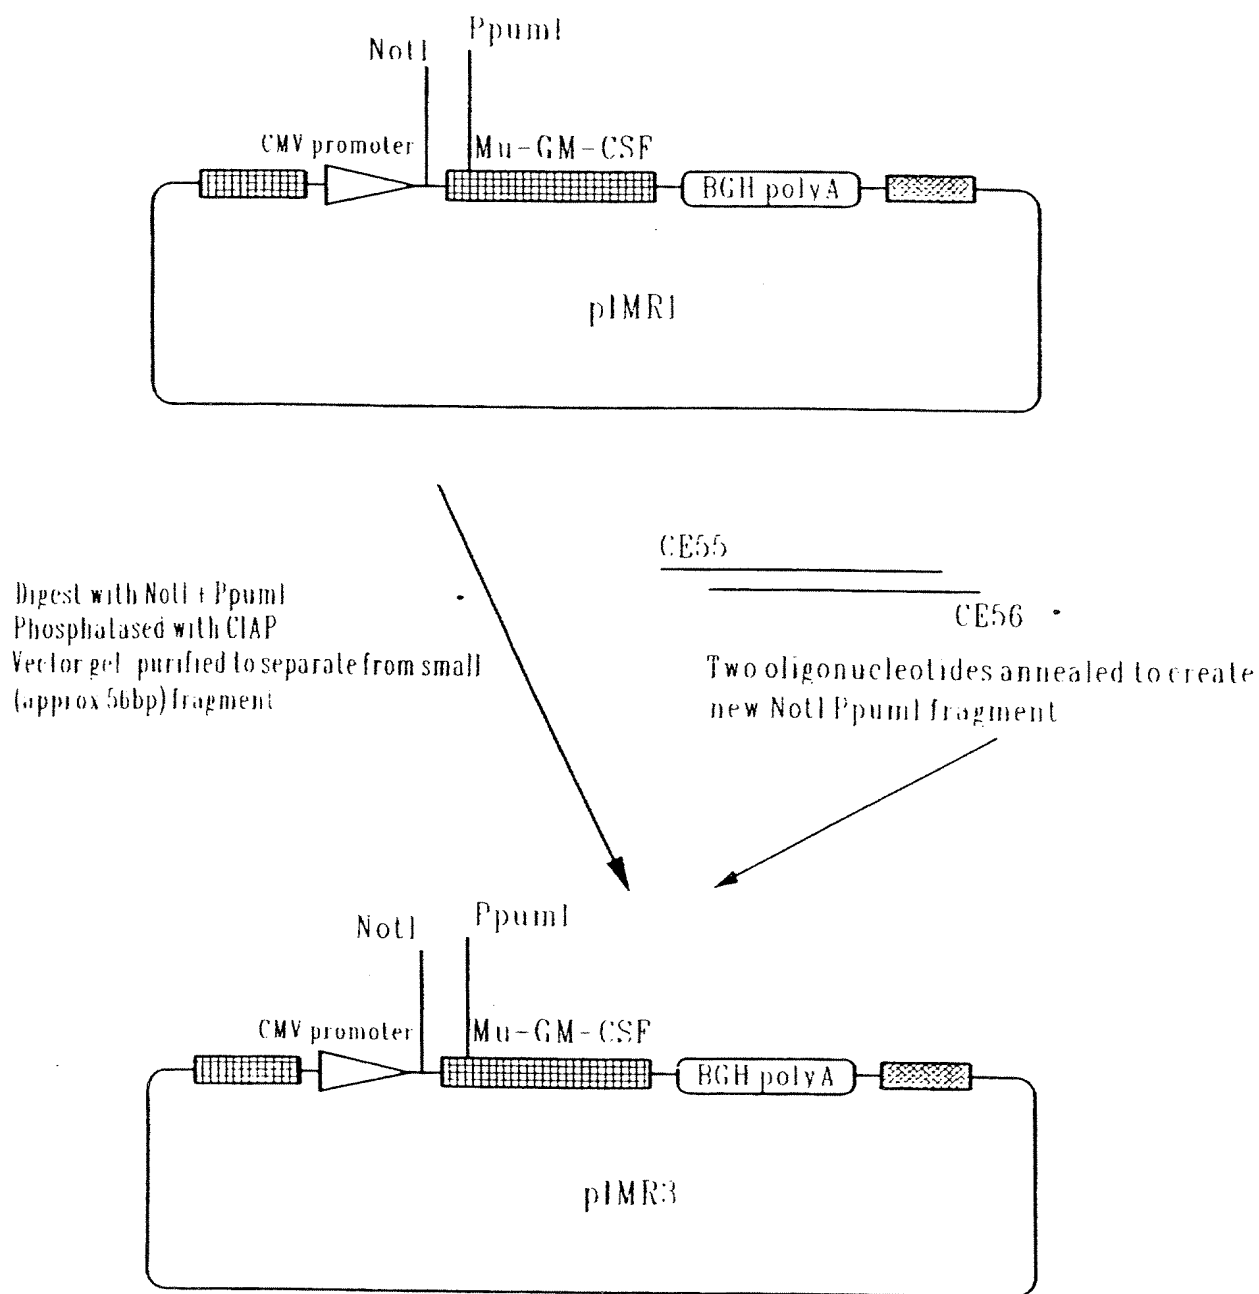 NotI
PpumI
CMV promoter
Mu-GM-CSF
BGH polyA
pIMR1
CE55
CE56
Digest with NotI + PpumI
Phosphatased with CIAP
Vector gel purified to separate from small
(approx 56bp) fragment
Two oligonucleotides annealed to create
new NotI PpumI fragment
NotI
PpumI
CMV promoter
Mu-GM-CSF
BGH polyA
pIMR3